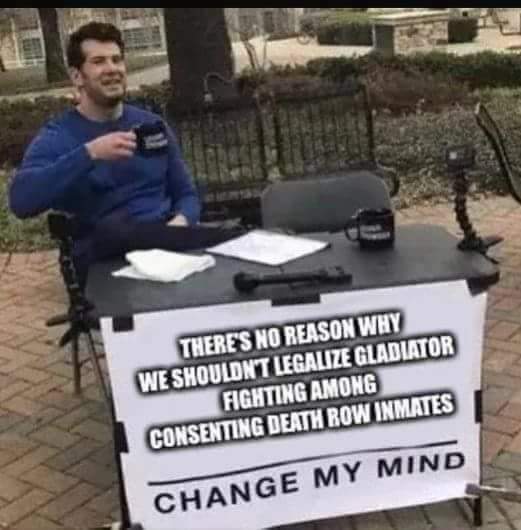 THERE'S NO REASON WHY
WE SHOULDN'T LEGALIZE GLADIATOR
FIGHTING AMONG
CONSENTING DEATH ROW INMATES
CHANGE MY MIND